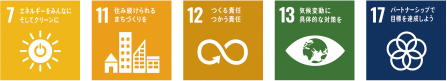 7 エネルギーをみんなに
そしてクリーンに
11 住み続けられる
まちづくりを
12 つくる責任
つかう責任
13 気候変動に
具体的な対策を
17 パートナーシップで
目標を達成しよう